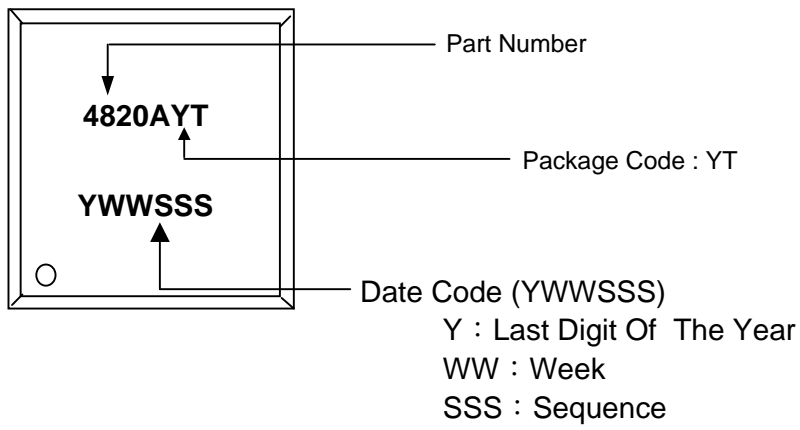 Part Number
4820AYT
Package Code : YT
YWWSSS
Date Code (YWWSSS)
Y：Last Digit Of The Year
WW：Week
SSS：Sequence